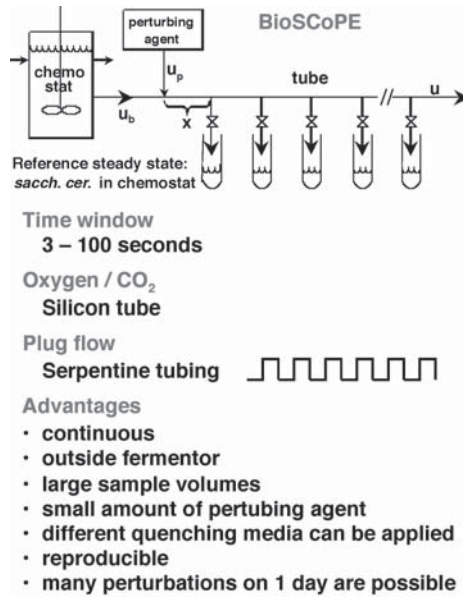 perturbing
agent
BioSCoPE
chemo
stat
u_p
tube
u
u_b
x
Reference steady state:
sacch. cer. in chemostat
Time window
3 – 100 seconds
Oxygen / CO₂
Silicon tube
Plug flow
Serpentine tubing
Advantages
· continuous
· outside fermentor
· large sample volumes
· small amount of pertubing agent
· different quenching media can be applied
· reproducible
· many perturbations on 1 day are possible